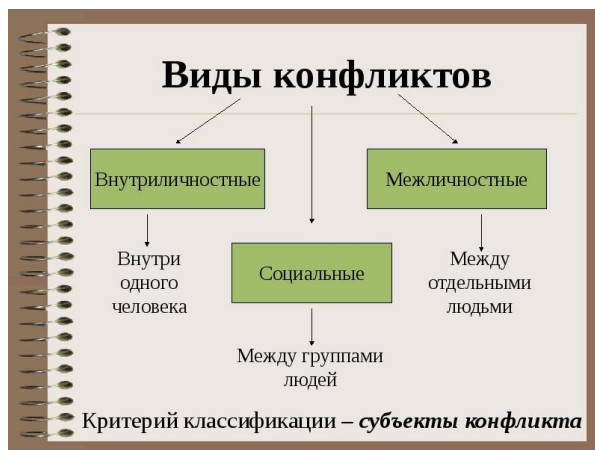 Виды конфликтов
Внутриличностные
Межличностные
Внутри
одного
человека
Социальные
Между
отдельными
людьми
Между группами
людей
Критерий классификации – субъекты конфликта